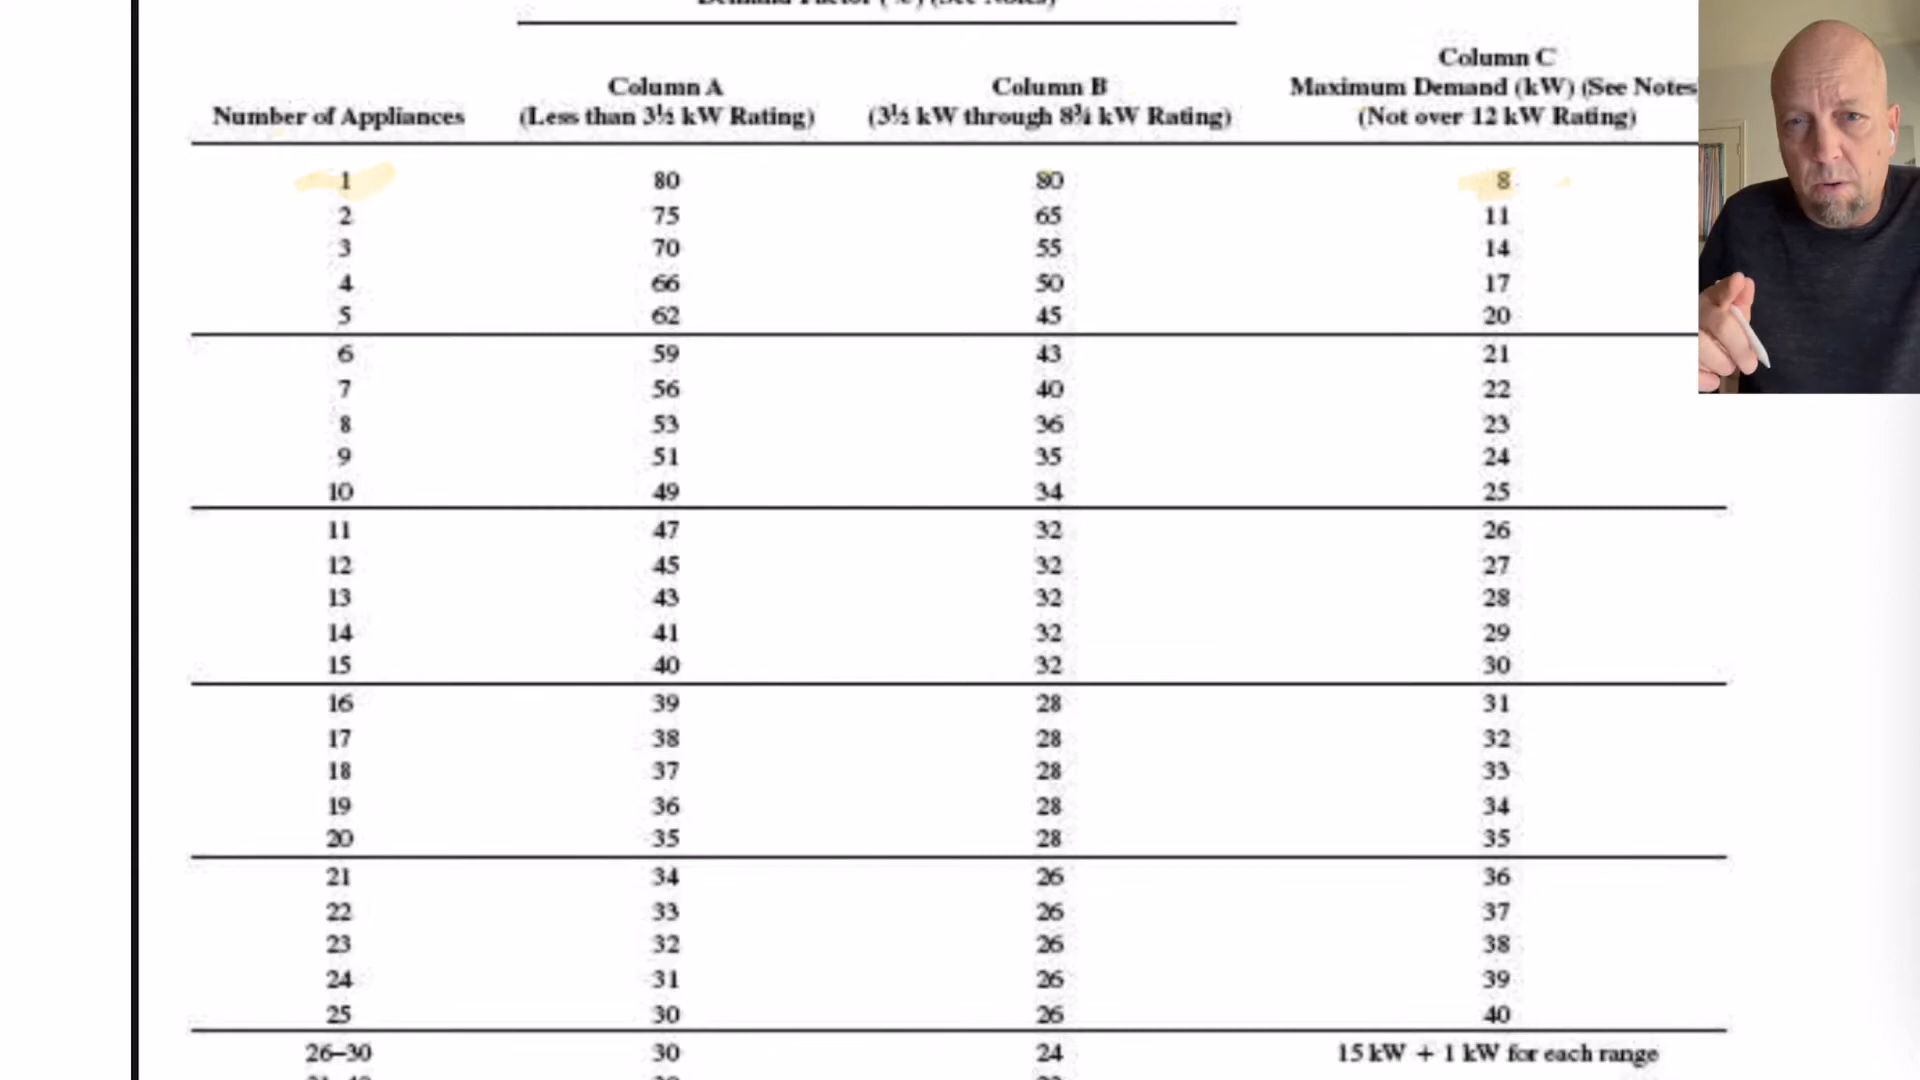 Demand Factor (%) (See Notes)
Column C
Column A Column B Maximum Demand (kW) (See Notes
Number of Appliances (Less than 3½ kW Rating) (3½ kW through 8¾ kW Rating) (Not over 12 kW Rating)
1 80 80 8
2 75 65 11
3 70 55 14
4 66 50 17
5 62 45 20
6 59 43 21
7 56 40 22
8 53 36 23
9 51 35 24
10 49 34 25
11 47 32 26
12 45 32 27
13 43 32 28
14 41 32 29
15 40 32 30
16 39 28 31
17 38 28 32
18 37 28 33
19 36 28 34
20 35 28 35
21 34 26 36
22 33 26 37
23 32 26 38
24 31 26 39
25 30 26 40
26–30 30 24 15 kW + 1 kW for each range